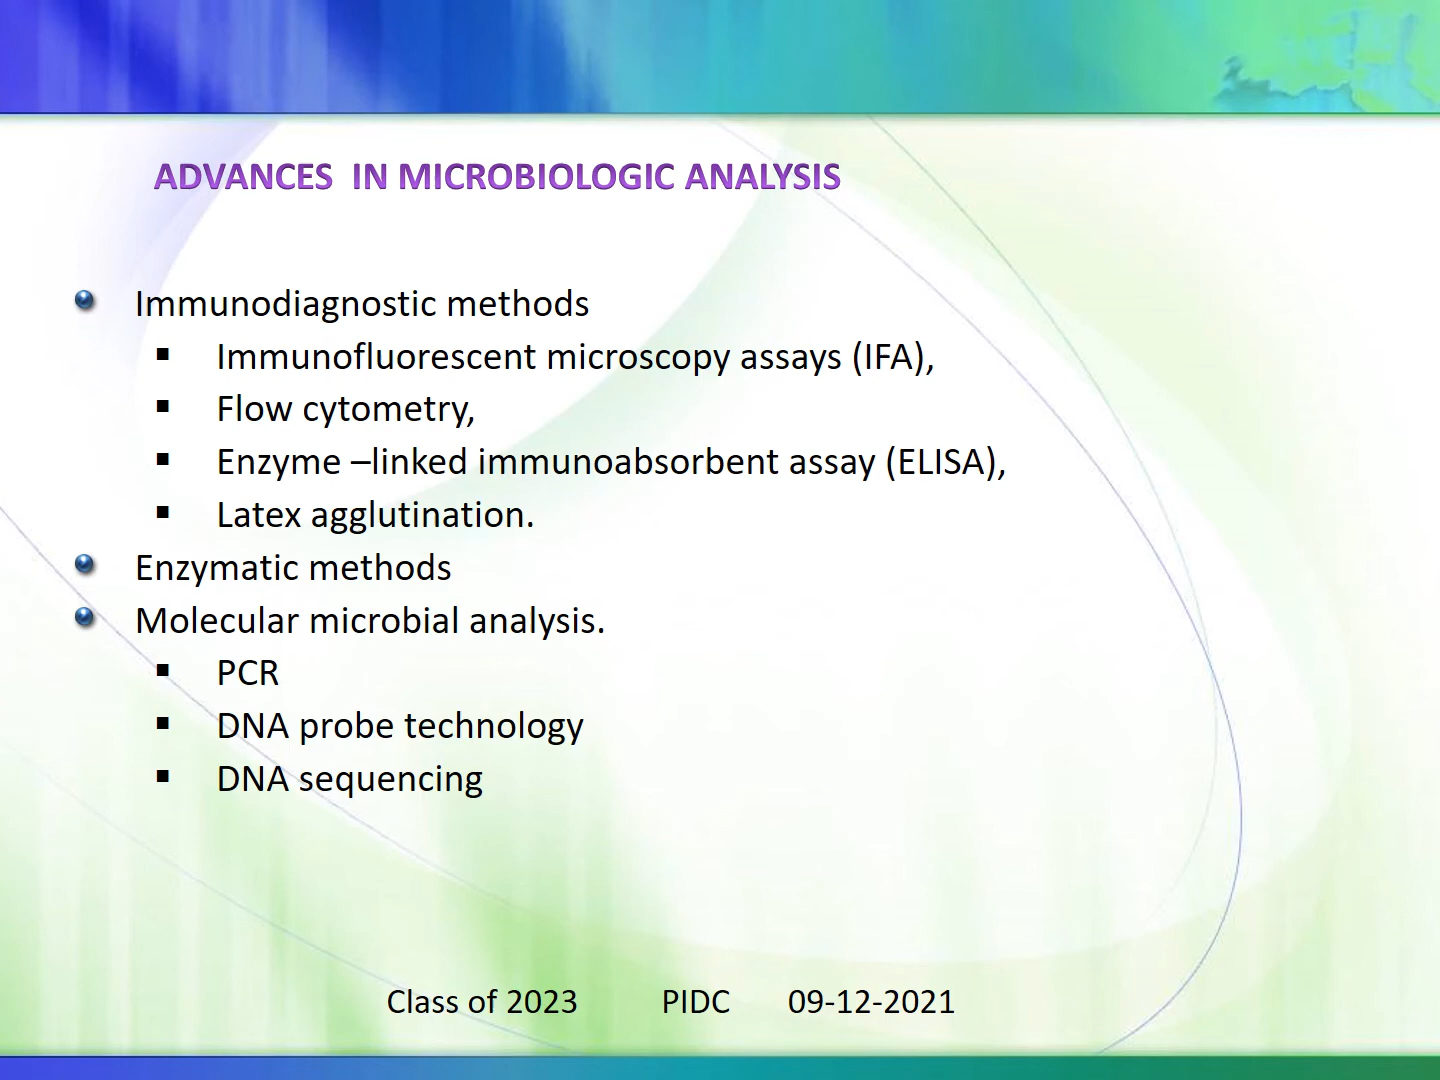 ADVANCES  IN MICROBIOLOGIC ANALYSIS
Immunodiagnostic methods
Immunofluorescent microscopy assays (IFA),
Flow cytometry,
Enzyme –linked immunoabsorbent assay (ELISA),
Latex agglutination.
Enzymatic methods
Molecular microbial analysis.
PCR
DNA probe technology
DNA sequencing
Class of 2023 PIDC 09-12-2021